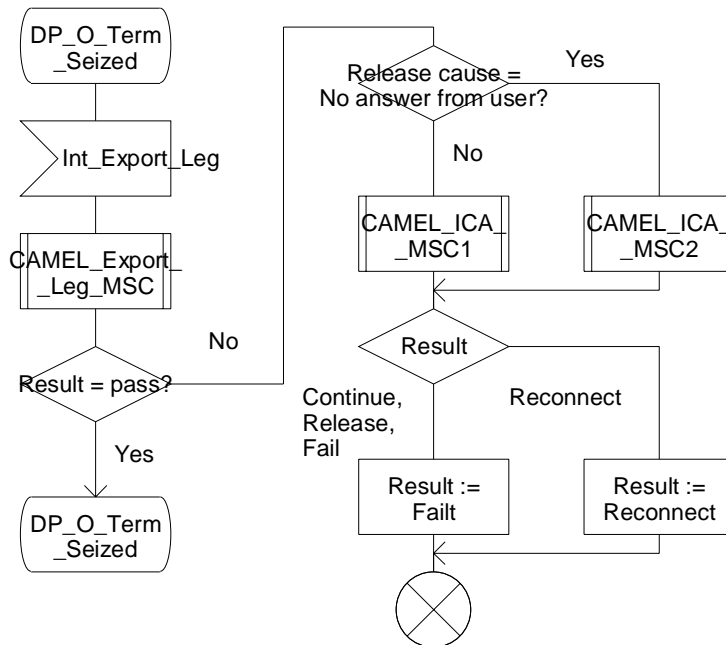 DP_O_Term
_Seized
Int_Export_Leg
CAMEL_Export_
_Leg_MSC
Result = pass?
No
Yes
DP_O_Term
_Seized
Release cause =
No answer from user?
Yes
No
CAMEL_ICA_
_MSC1
CAMEL_ICA_
_MSC2
Result
Continue,
Release,
Fail
Reconnect
Result :=
Failt
Result :=
Reconnect